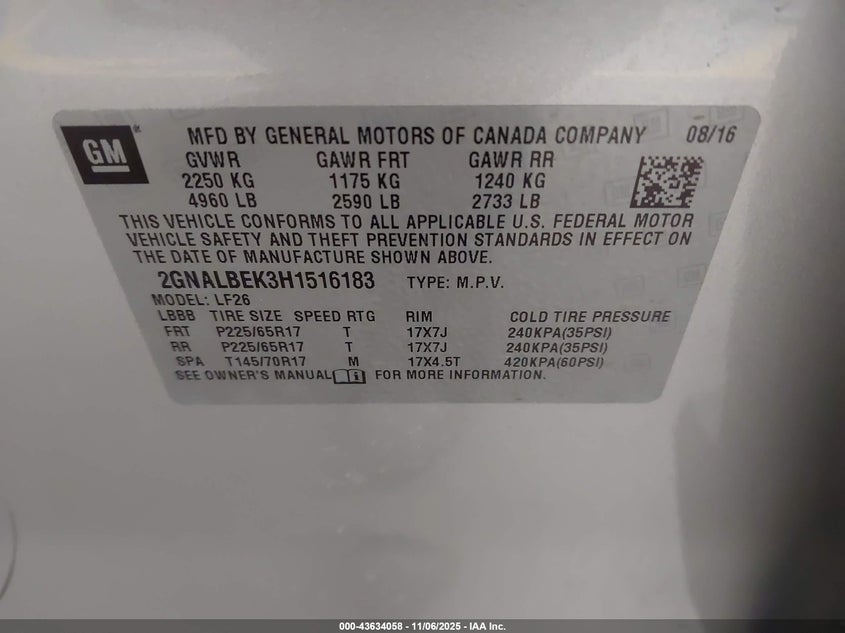 GM
MFD BY GENERAL MOTORS OF CANADA COMPANY 08/16
GVWR GAWR FRT GAWR RR
2250 KG 1175 KG 1240 KG
4960 LB 2590 LB 2733 LB
THIS VEHICLE CONFORMS TO ALL APPLICABLE U.S. FEDERAL MOTOR
VEHICLE SAFETY AND THEFT PREVENTION STANDARDS IN EFFECT ON
THE DATE OF MANUFACTURE SHOWN ABOVE.
2GNALBEK3H1516183 TYPE: M.P.V.
MODEL: LF26
LBBB TIRE SIZE SPEED RTG RIM COLD TIRE PRESSURE
FRT P225/65R17 T 17X7J 240KPA(35PSI)
RR P225/65R17 T 17X7J 240KPA(35PSI)
SPA T145/70R17 M 17X4.5T 420KPA(60PSI)
SEE OWNER'S MANUAL FOR MORE INFORMATION.
000-43634058 - 11/06/2025 - IAA Inc.